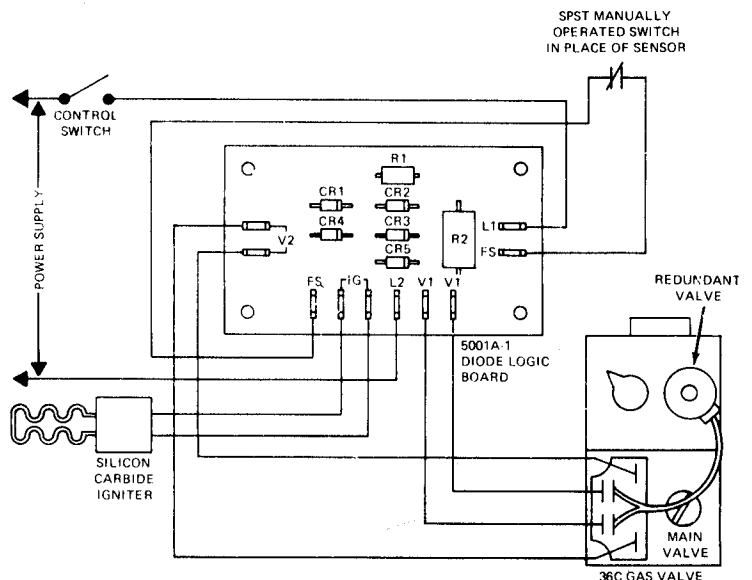 SPST MANUALLY
OPERATED SWITCH
IN PLACE OF SENSOR
CONTROL
SWITCH
POWER SUPPLY
R1
CR1
CR2
CR4
CR3
CR5
R2
V2
L1
FS
FS
IG
L2
V1
V1
5001A-1
DIODE LOGIC
BOARD
REDUNDANT
VALVE
SILICON
CARBIDE
IGNITER
MAIN
VALVE
36C GAS VALVE